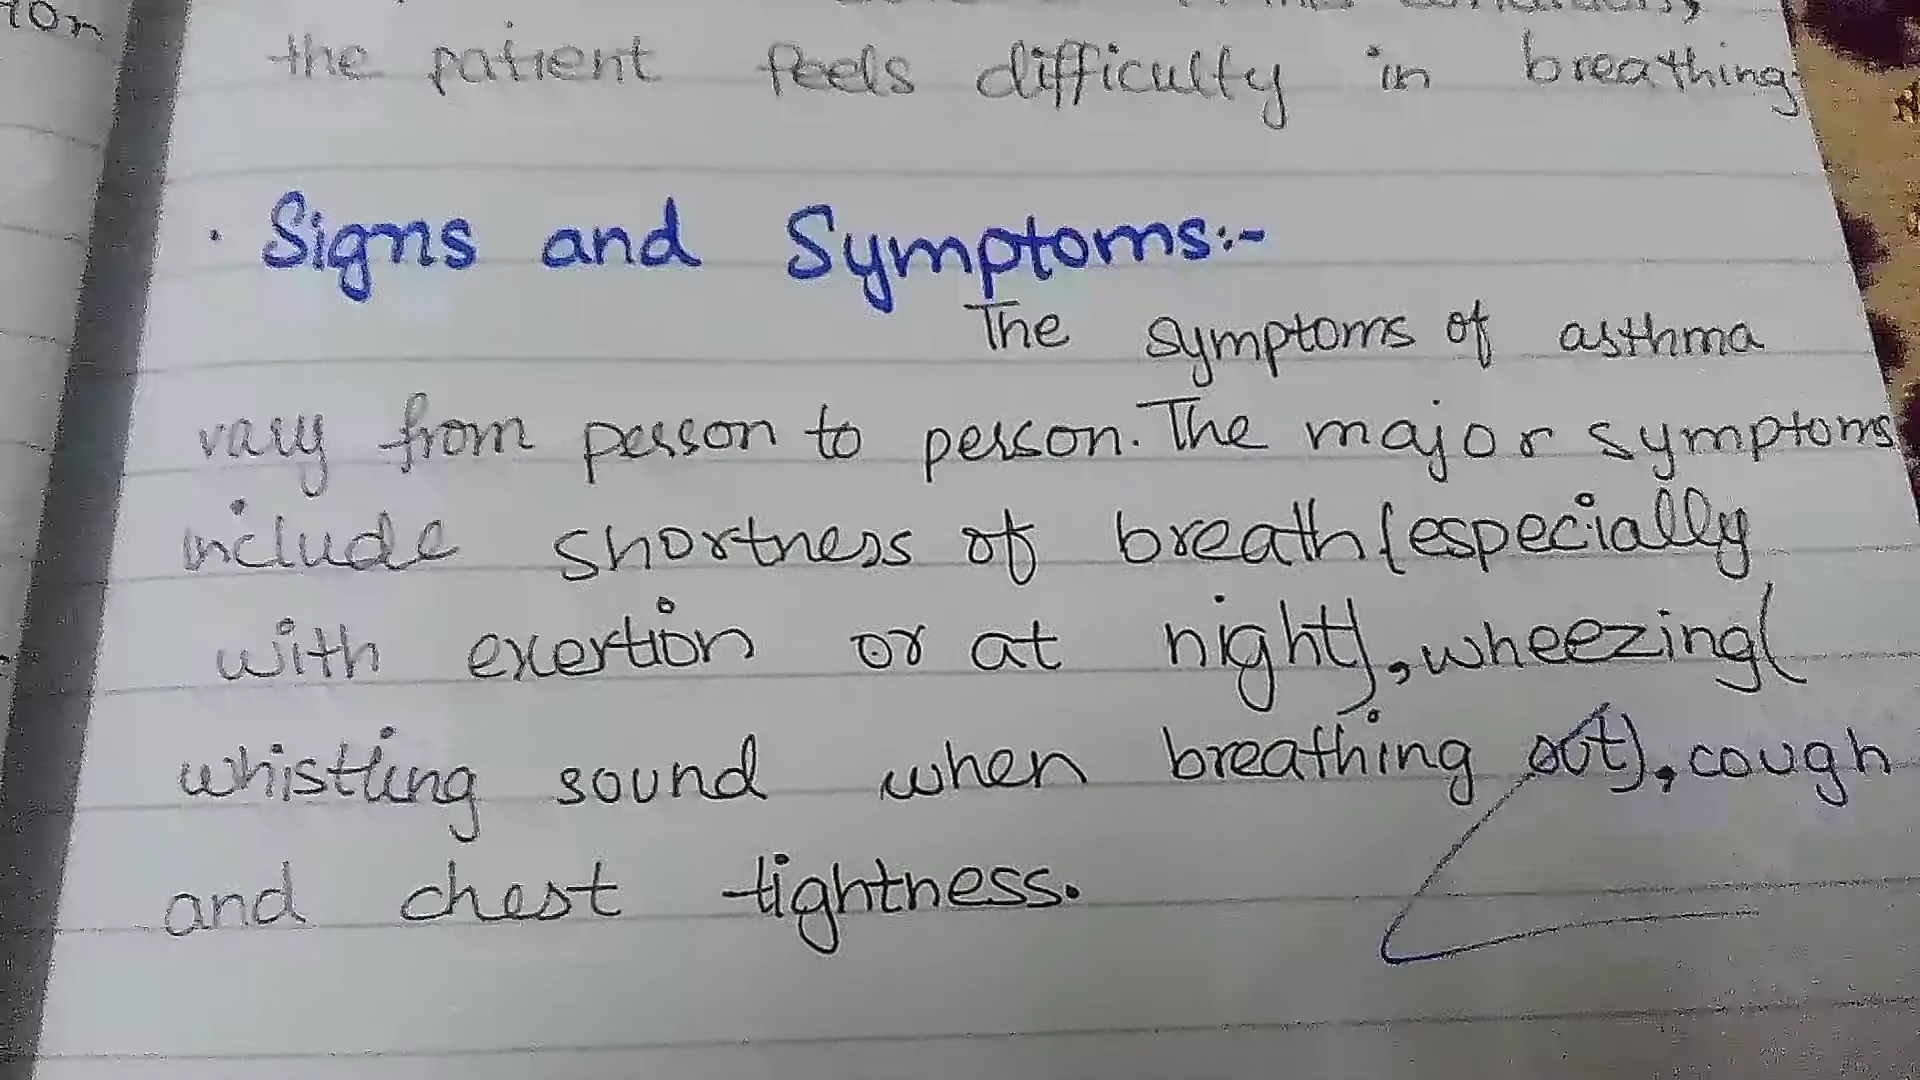 the patient feels difficulty in breathing.
· Signs and Symptoms:-
The symptoms of asthma
vary from person to person. The major symptoms
include shortness of breath (especially
with exertion or at night), wheezing(
whistling sound when breathing out), cough
and chest tightness.